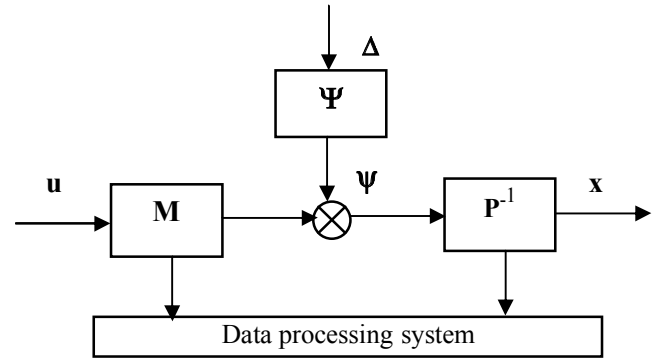 Δ
Ψ
u
ψ
x
M
P⁻¹
Data processing system